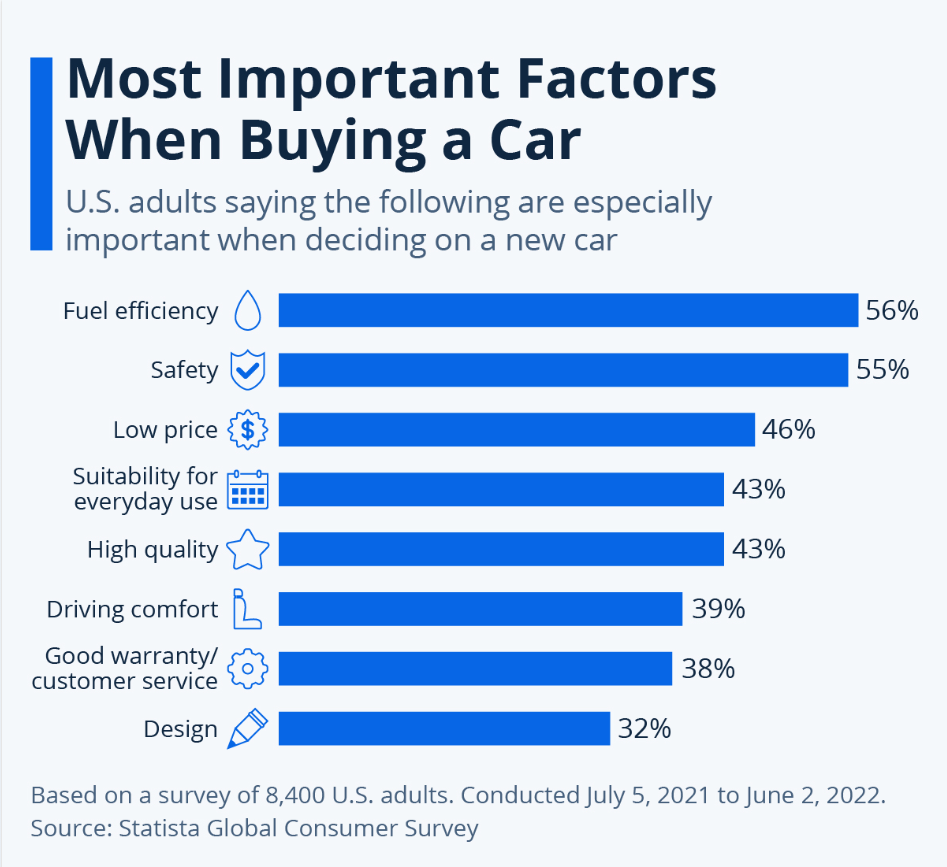 Most Important Factors
When Buying a Car
U.S. adults saying the following are especially
important when deciding on a new car
Fuel efficiency 56%
Safety 55%
Low price $ 46%
Suitability for
everyday use 43%
High quality 43%
Driving comfort 39%
Good warranty/
customer service 38%
Design 32%
Based on a survey of 8,400 U.S. adults. Conducted July 5, 2021 to June 2, 2022.
Source: Statista Global Consumer Survey